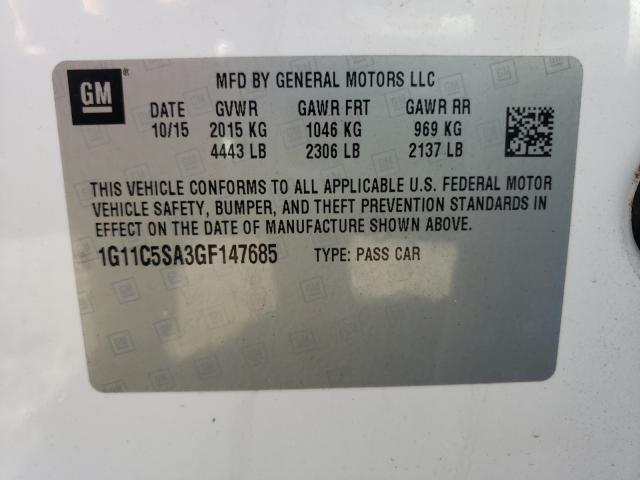 GM ® MFD BY GENERAL MOTORS LLC
DATE GVWR GAWR FRT GAWR RR
10/15 2015 KG 1046 KG 969 KG
4443 LB 2306 LB 2137 LB
THIS VEHICLE CONFORMS TO ALL APPLICABLE U.S. FEDERAL MOTOR
VEHICLE SAFETY, BUMPER, AND THEFT PREVENTION STANDARDS IN
EFFECT ON THE DATE OF MANUFACTURE SHOWN ABOVE.
1G11C5SA3GF147685 TYPE: PASS CAR